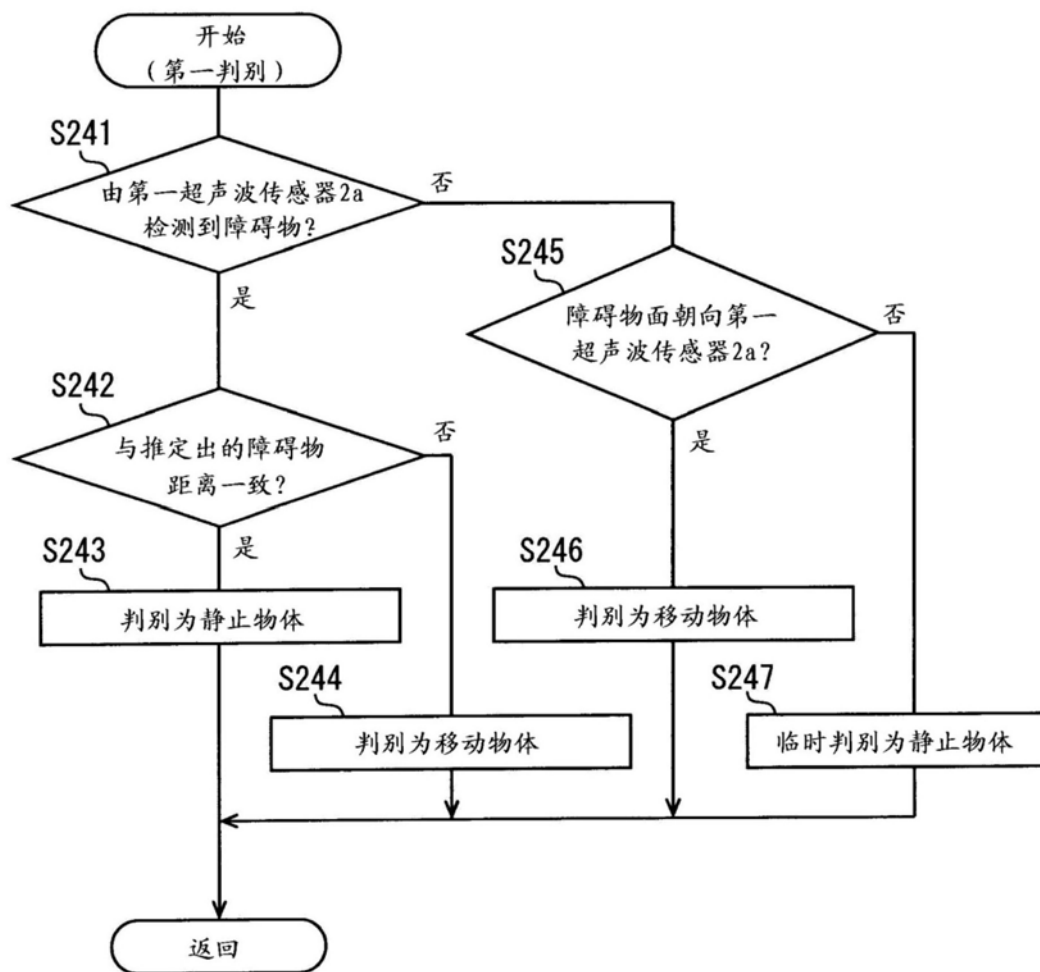 开始
(第一判别)
S241
由第一超声波传感器2a
检测到障碍物?
否
是
S245
障碍物面朝向第一
超声波传感器2a?
否
是
S242
与推定出的障碍物
距离一致?
否
是
S243
判别为静止物体
S246
判别为移动物体
S244
判别为移动物体
S247
临时判别为静止物体
返回